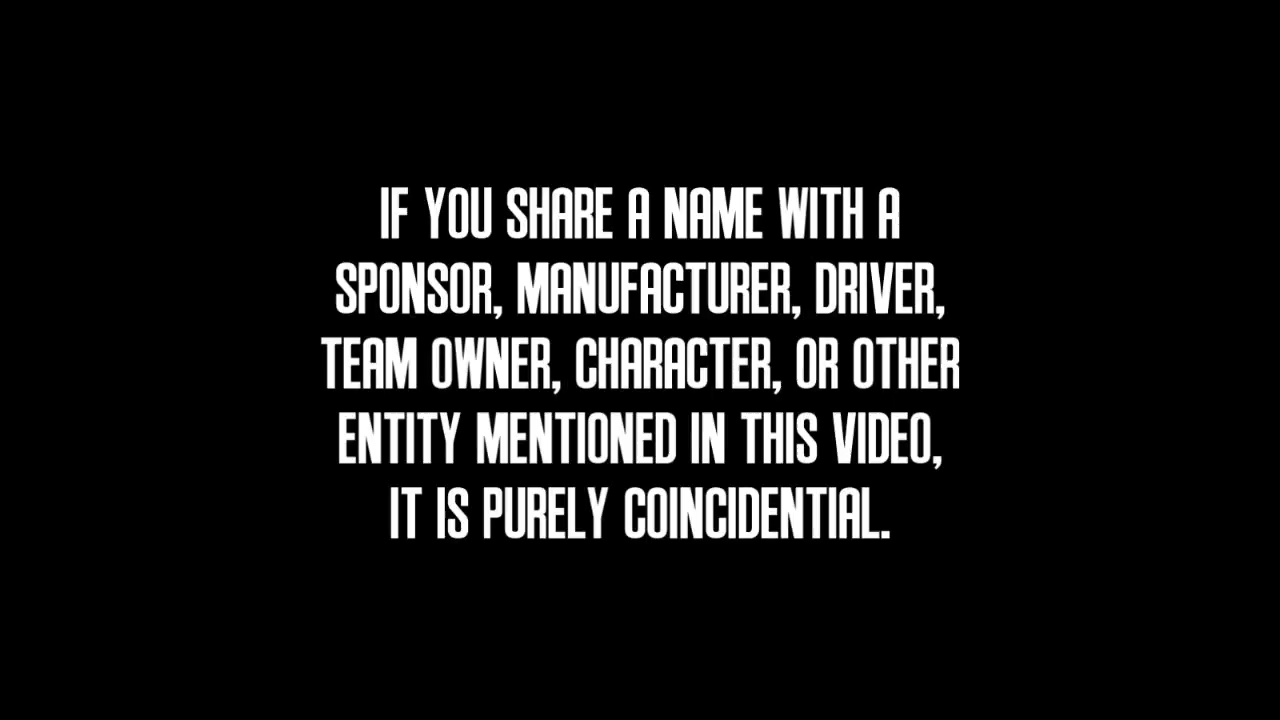 IF YOU SHARE A NAME WITH A
SPONSOR, MANUFACTURER, DRIVER,
TEAM OWNER, CHARACTER, OR OTHER
ENTITY MENTIONED IN THIS VIDEO,
IT IS PURELY COINCIDENTIAL.